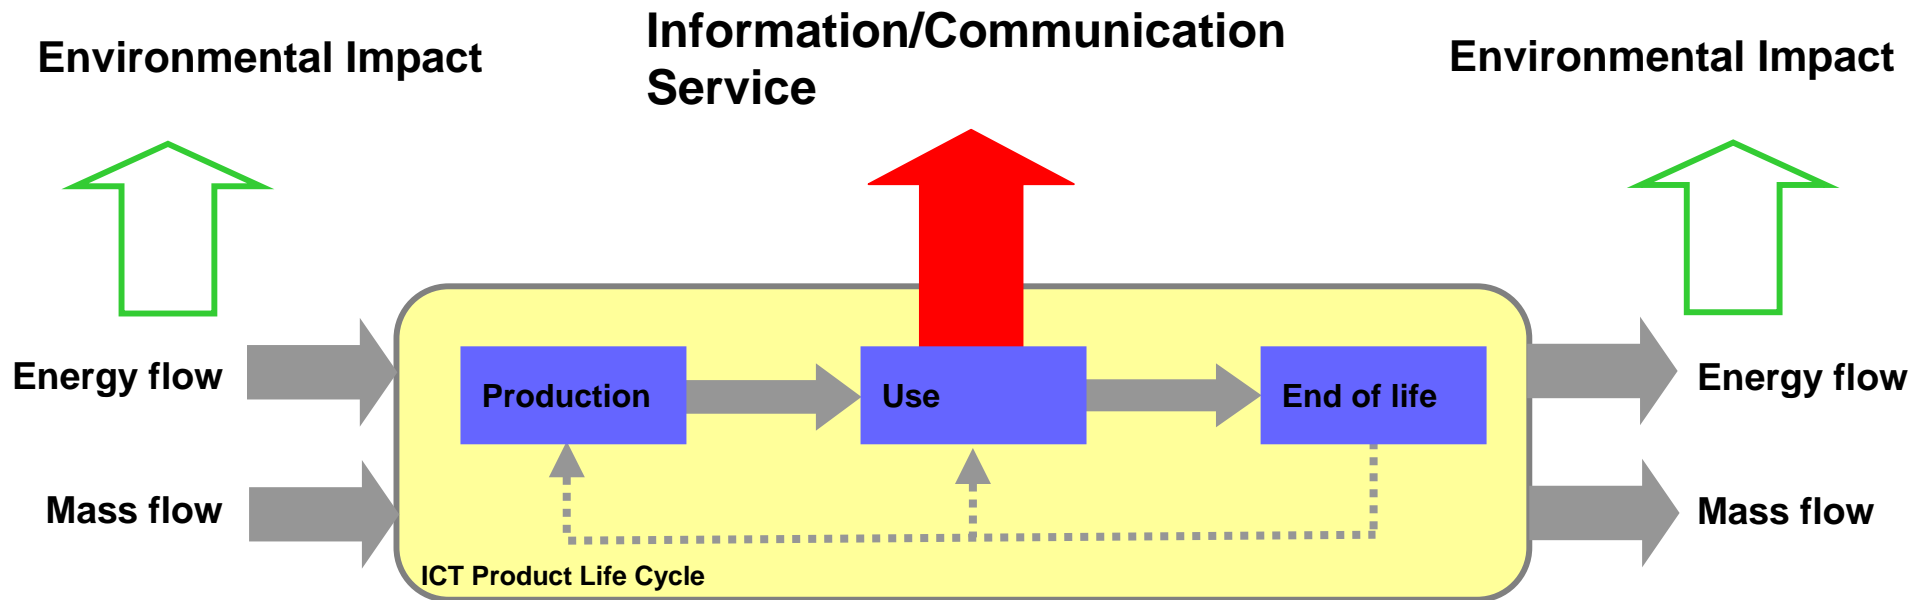 Environmental Impact
Information/Communication
Service
Environmental Impact
Energy flow
Production
Use
End of life
Energy flow
Mass flow
Mass flow
ICT Product Life Cycle